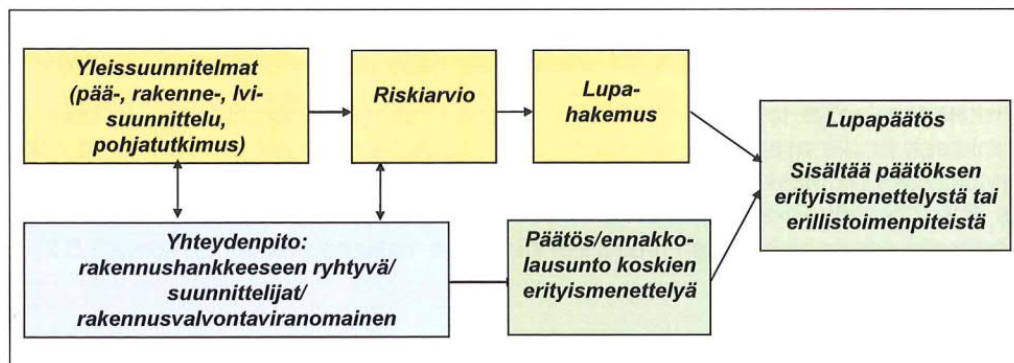 Yleissuunnitelmat
(pää-, rakenne-, lvi-
suunnittelu,
pohjatutkimus)
Riskiarvio
Lupa-
hakemus
Lupapäätös
Sisältää päätöksen
erityismenettelystä tai
erillistoimenpiteistä
Yhteydenpito:
rakennushankkeeseen ryhtyvä/
suunnittelijat/
rakennusvalvontaviranomainen
Päätös/ennakko-
lausunto koskien
erityismenettelyä